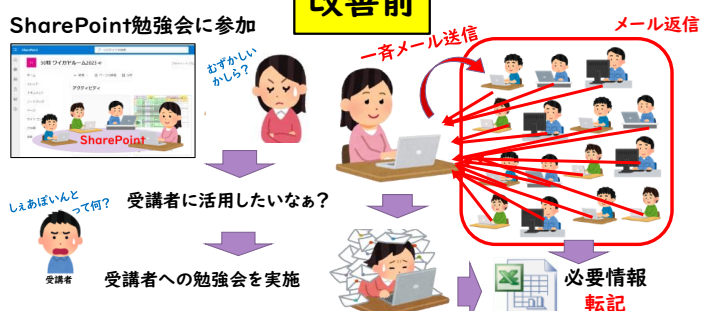 改善前
SharePoint勉強会に参加
SharePoint
むずかしい
かしら?
一斉メール送信
メール返信
しぇあぽいんと
って何?
受講者
受講者に活用したいなぁ?
受講者への勉強会を実施
必要情報
転記